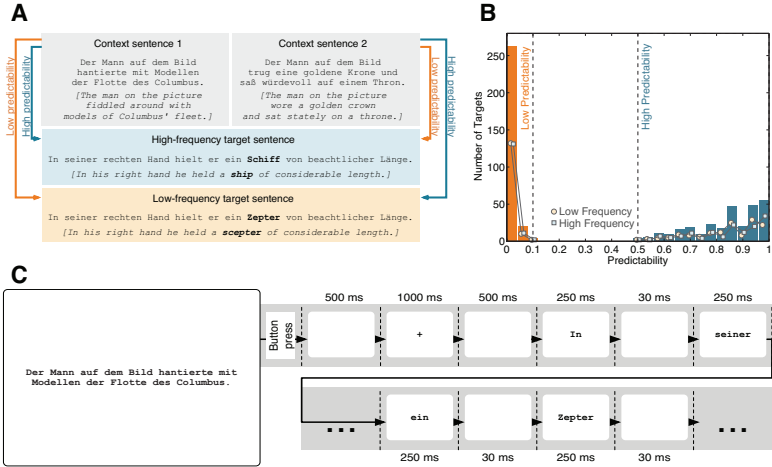 A
Context sentence 1
Der Mann auf dem Bild
hantierte mit Modellen
der Flotte des Columbus.
[The man on the picture
fiddled around with
models of Columbus' fleet.]
Context sentence 2
Der Mann auf dem Bild
trug eine goldene Krone und
saß würdevoll auf einem Thron.
[The man on the picture
wore a golden crown
and sat stately on a throne.]
Low predictability
High predictability
Low predictability
High predictability
High-frequency target sentence
In seiner rechten Hand hielt er ein Schiff von beachtlicher Länge.
[In his right hand he held a ship of considerable length.]
Low-frequency target sentence
In seiner rechten Hand hielt er ein Zepter von beachtlicher Länge.
[In his right hand he held a scepter of considerable length.]
B
Number of Targets
250
200
150
100
50
0
Low Predictability
High Predictability
Low Frequency
High Frequency
0 0.1 0.2 0.3 0.4 0.5 0.6 0.7 0.8 0.9 1
Predictability
C
Der Mann auf dem Bild hantierte mit
Modellen der Flotte des Columbus.
Button
press
500 ms 1000 ms 500 ms 250 ms 30 ms 250 ms
+ In seiner
... ein Zepter ...
250 ms 30 ms 250 ms 30 ms